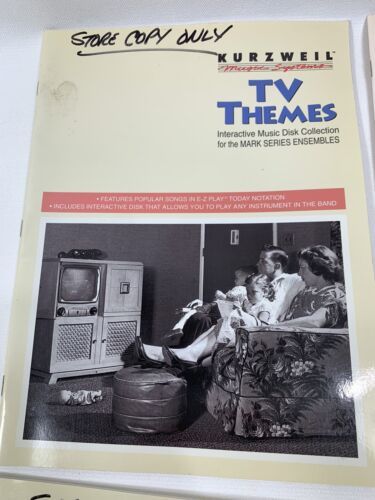 STORE COPY ONLY
KURZWEIL™
Music Systems
TV
THEMES
Interactive Music Disk Collection
for the MARK SERIES ENSEMBLES
• FEATURES POPULAR SONGS IN E-Z PLAY® TODAY NOTATION
• INCLUDES INTERACTIVE DISK THAT ALLOWS YOU TO PLAY ANY INSTRUMENT IN THE BAND